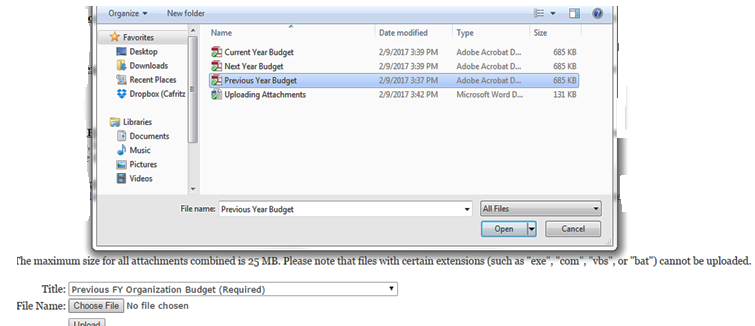 Organize New folder
Favorites
Desktop
Downloads
Recent Places
Dropbox (Cafritz
Libraries
Documents
Music
Pictures
Videos
Name Date modified Type Size
Current Year Budget 2/9/2017 3:39 PM Adobe Acrobat D... 685 KB
Next Year Budget 2/9/2017 3:39 PM Adobe Acrobat D... 685 KB
Previous Year Budget 2/9/2017 3:37 PM Adobe Acrobat D... 685 KB
Uploading Attachments 2/9/2017 3:42 PM Microsoft Word D... 131 KB
File name: Previous Year Budget All Files
Open Cancel
The maximum size for all attachments combined is 25 MB. Please note that files with certain extensions (such as "exe", "com", "vbs", or "bat") cannot be uploaded.
Title: Previous FY Organization Budget (Required)
File Name: Choose File No file chosen
Upload